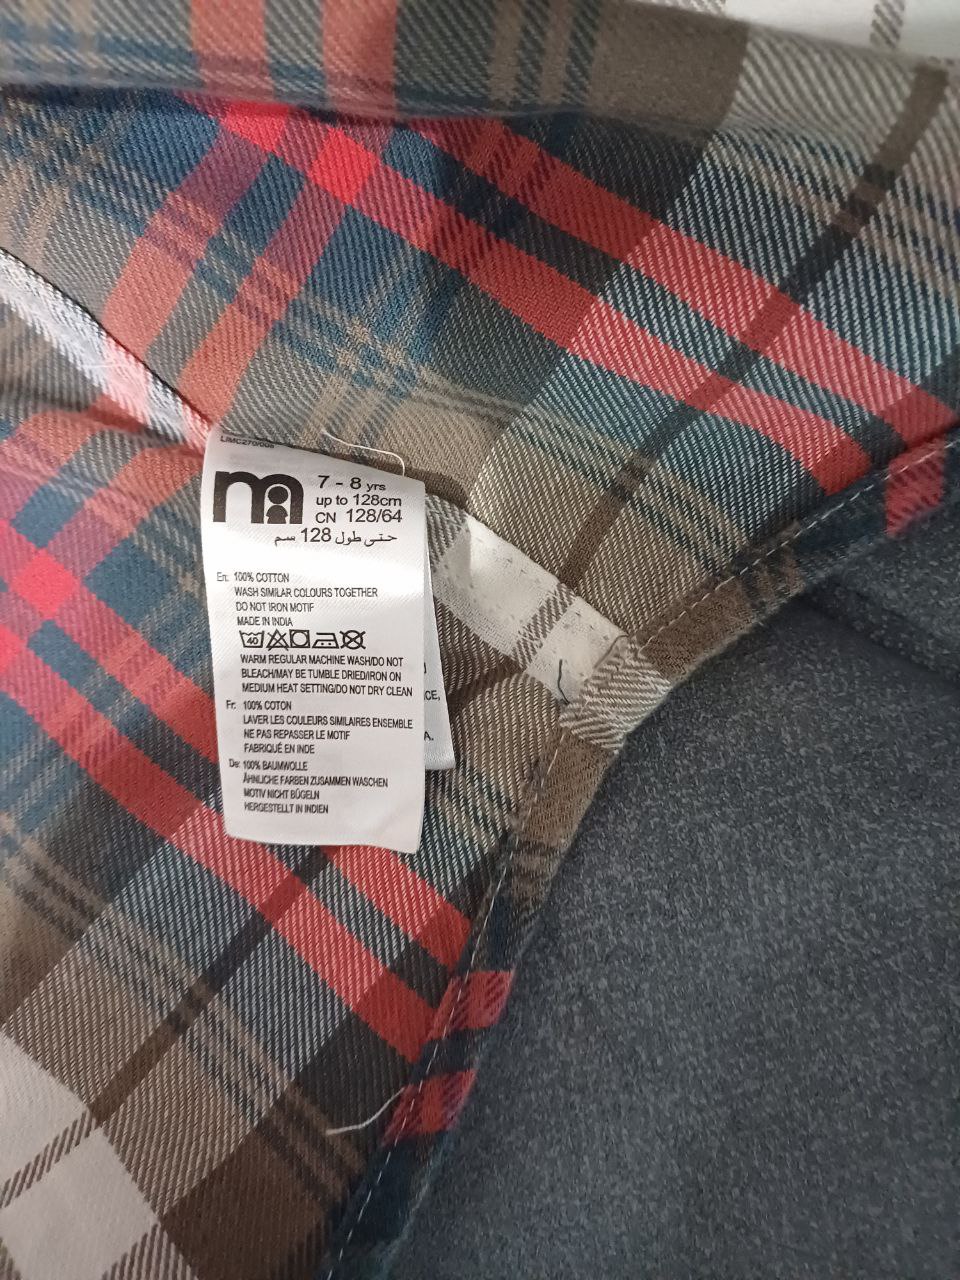 LIMC270/008
7 - 8 yrs
up to 128cm
CN 128/64
حتى طول 128 سم
En: 100% COTTON
WASH SIMILAR COLOURS TOGETHER
DO NOT IRON MOTIF
MADE IN INDIA
40
WARM REGULAR MACHINE WASH/DO NOT
BLEACH/MAY BE TUMBLE DRIED/IRON ON
MEDIUM HEAT SETTING/DO NOT DRY CLEAN
Fr: 100% COTON
LAVER LES COULEURS SIMILAIRES ENSEMBLE
NE PAS REPASSER LE MOTIF
FABRIQUÉ EN INDE
De: 100% BAUMWOLLE
ÄHNLICHE FARBEN ZUSAMMEN WASCHEN
MOTIV NICHT BÜGELN
HERGESTELLT IN INDIEN
CE,
A.